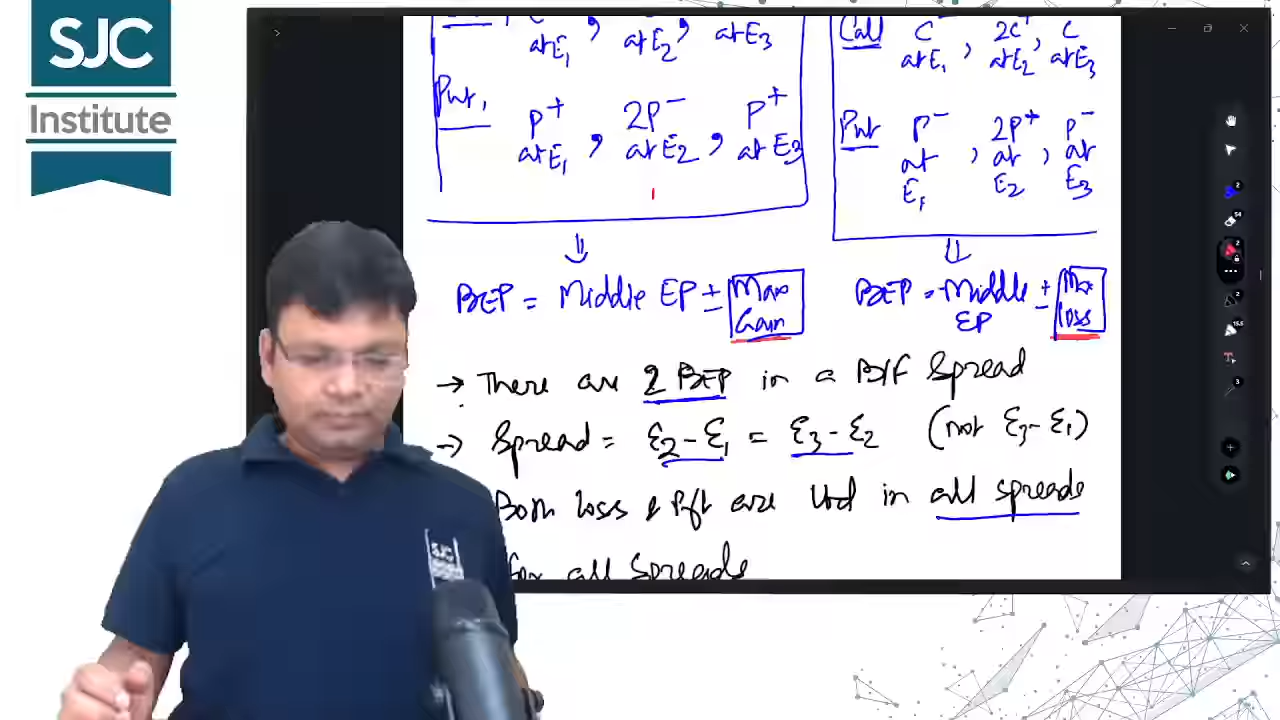 SJC
Institute
C
at E1 , at E2 , at E3
Put,
P+ 2P- P+
at E1 , at E2 , at E3
BEP = Middle EP ± Max
Gain
Call C- 2C+, C
at E1 , at E2 at E3
Put P- 2P+ P-
at , at , at
E1 E2 E3
BEP = Middle ± Max
EP loss
→ There are 2 BEP in a B/F Spread
→ Spread = E2 - E1 = E3 - E2 (not E3 - E1)
Both loss & Pft are Ltd in all spreads
For all Spreads
SJC